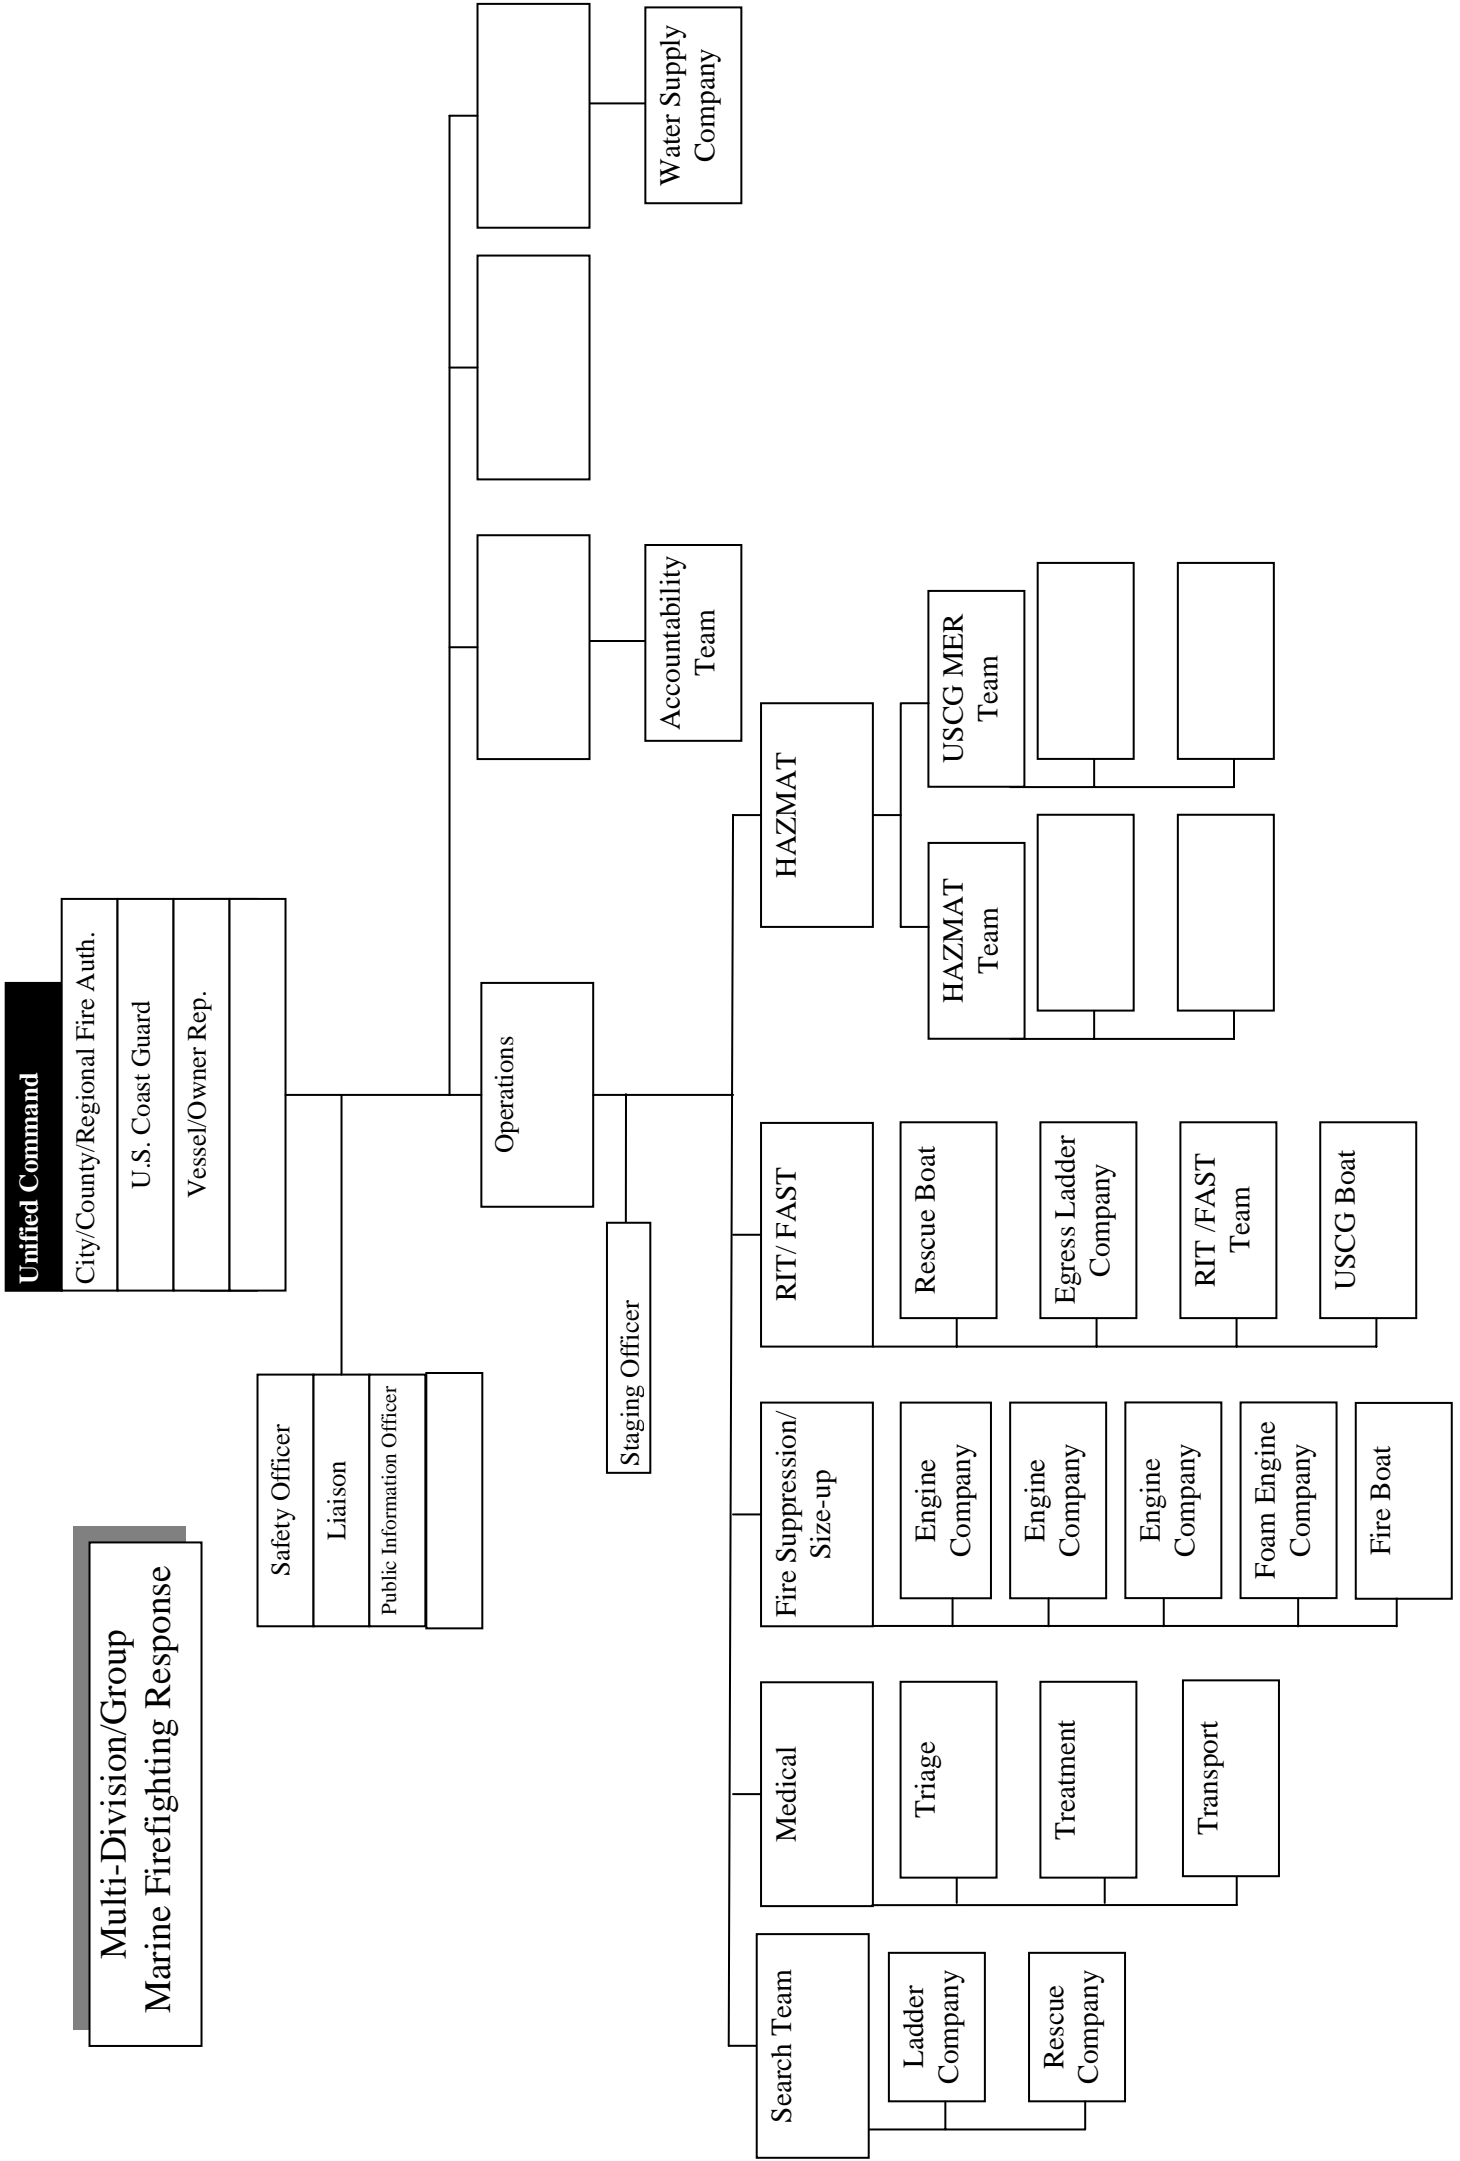 Multi-Division/Group
Marine Firefighting Response
Unified Command
City/County/Regional Fire Auth.
U.S. Coast Guard
Vessel/Owner Rep.
Safety Officer
Liaison
Public Information Officer
Operations
Staging Officer
Accountability
Team
Water Supply
Company
Search Team
Ladder
Company
Rescue
Company
Medical
Triage
Treatment
Transport
Fire Suppression/
Size-up
Engine
Company
Engine
Company
Engine
Company
Foam Engine
Company
Fire Boat
RIT/ FAST
Rescue Boat
Egress Ladder
Company
RIT /FAST
Team
USCG Boat
HAZMAT
HAZMAT
Team
USCG MER
Team